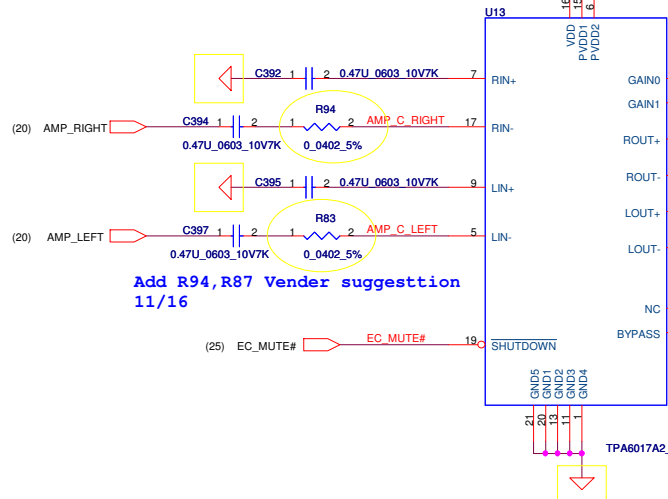 U13
16
15
6
VDD
PVDD1
PVDD2
C392 1 2 0.47U_0603_10V7K 7 RIN+
GAIN0
GAIN1
R94
(20) AMP_RIGHT C394 1 2 1 2 AMP_C_RIGHT 17 RIN-
0.47U_0603_10V7K 0_0402_5%
ROUT+
ROUT-
C395 1 2 0.47U_0603_10V7K 9 LIN+
LOUT+
R83
(20) AMP_LEFT C397 1 2 1 2 AMP_C_LEFT 5 LIN-
LOUT-
0.47U_0603_10V7K 0_0402_5%
Add R94,R87 Vender suggesttion
11/16
NC
BYPASS
(25) EC_MUTE# EC_MUTE# 19 SHUTDOWN
GND5
GND1
GND2
GND3
GND4
21
20
13
11
1
TPA6017A2_